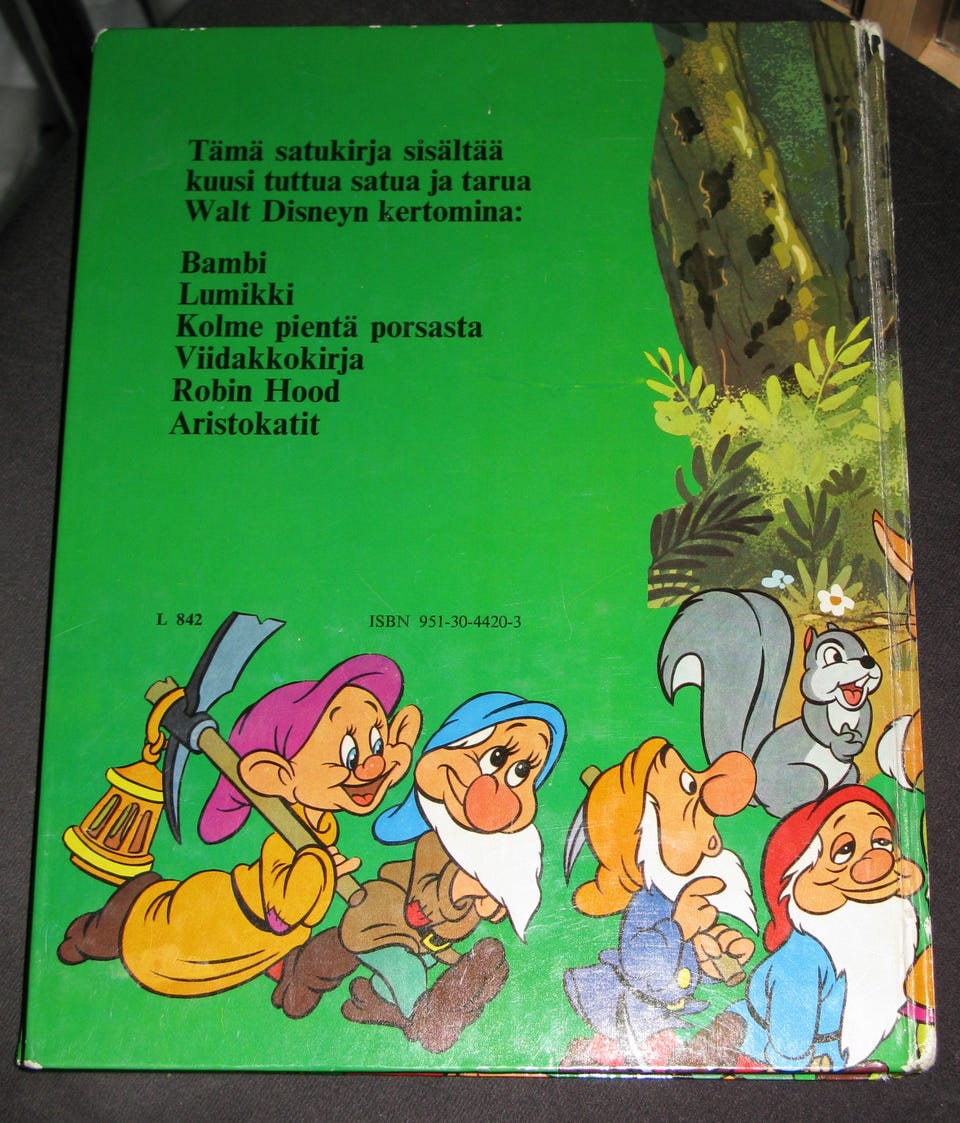 Tämä satukirja sisältää
kuusi tuttua satua ja tarua
Walt Disneyn kertomina:
Bambi
Lumikki
Kolme pientä porsasta
Viidakkokirja
Robin Hood
Aristokatit
L 842 ISBN 951-30-4420-3